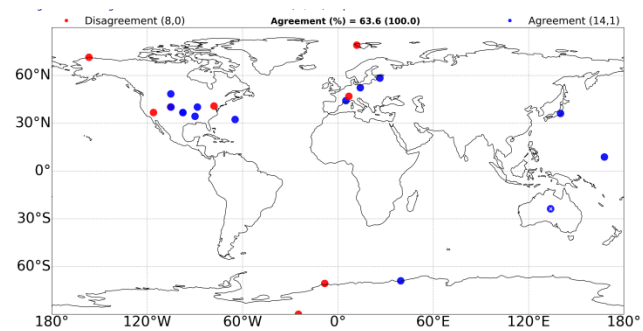 Disagreement (8,0) Agreement (%) = 63.6 (100.0) Agreement (14,1)
60°N
30°N
0°
30°S
60°S
180° 120°W 60°W 0° 60°E 120°E 180°